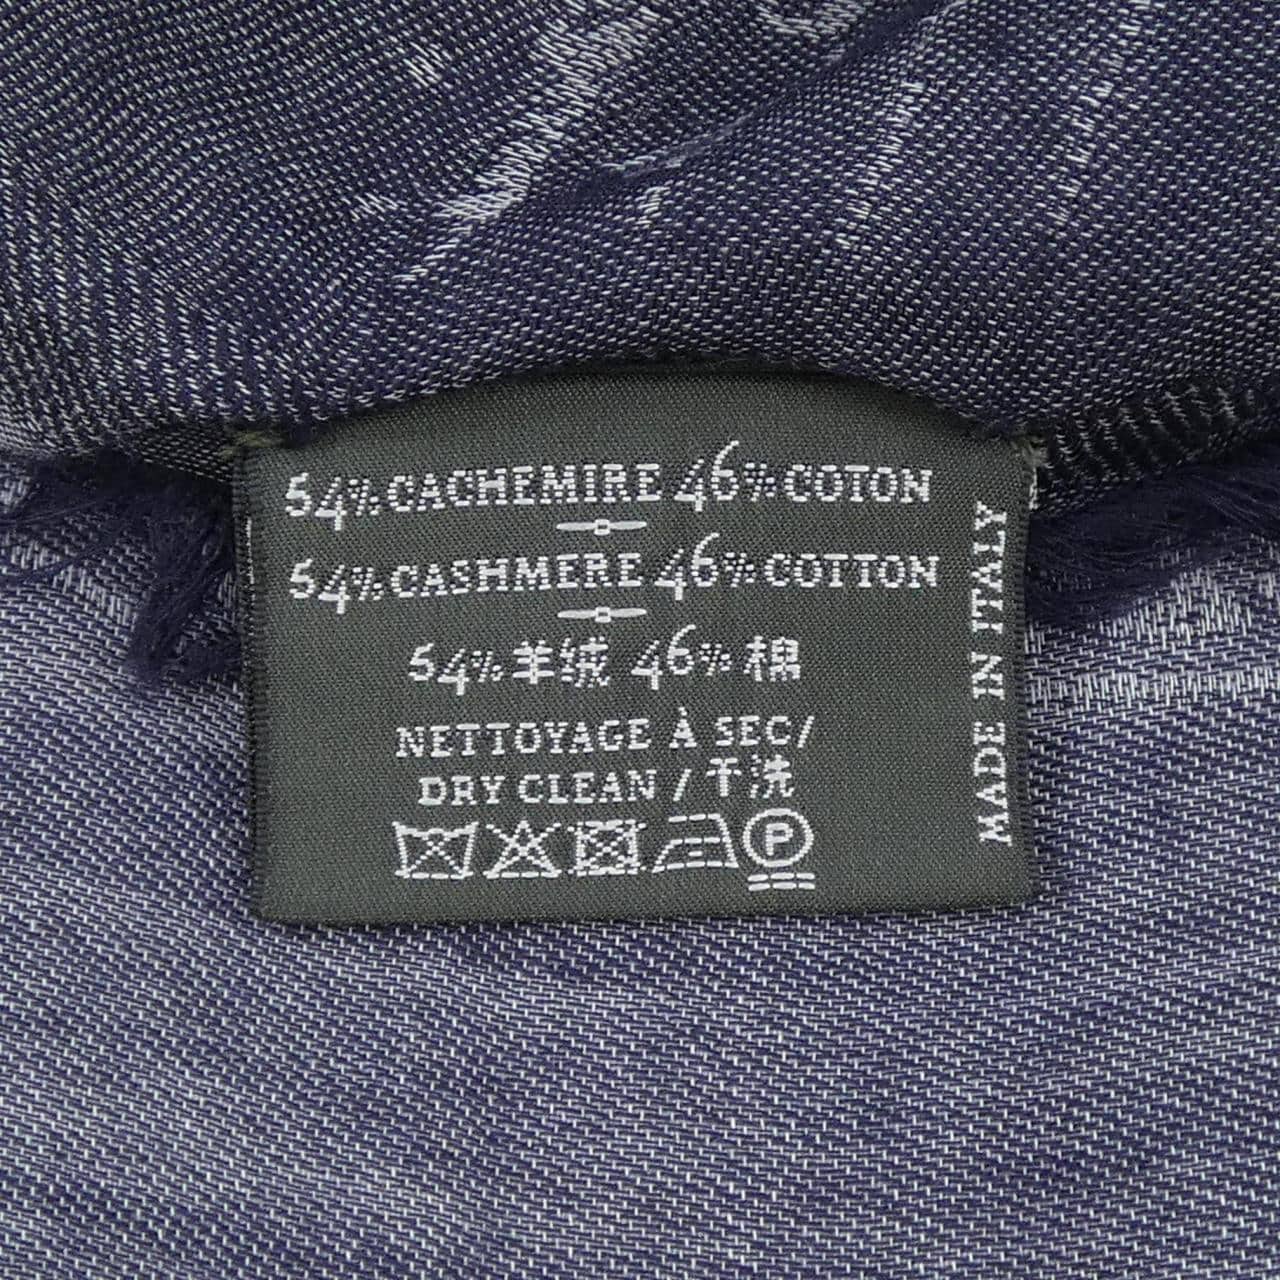 54% CACHEMIRE 46% COTON
54% CASHMERE 46% COTTON
54% 羊绒 46% 棉
NETTOYAGE À SEC/
DRY CLEAN / 干洗
P
MADE IN ITALY